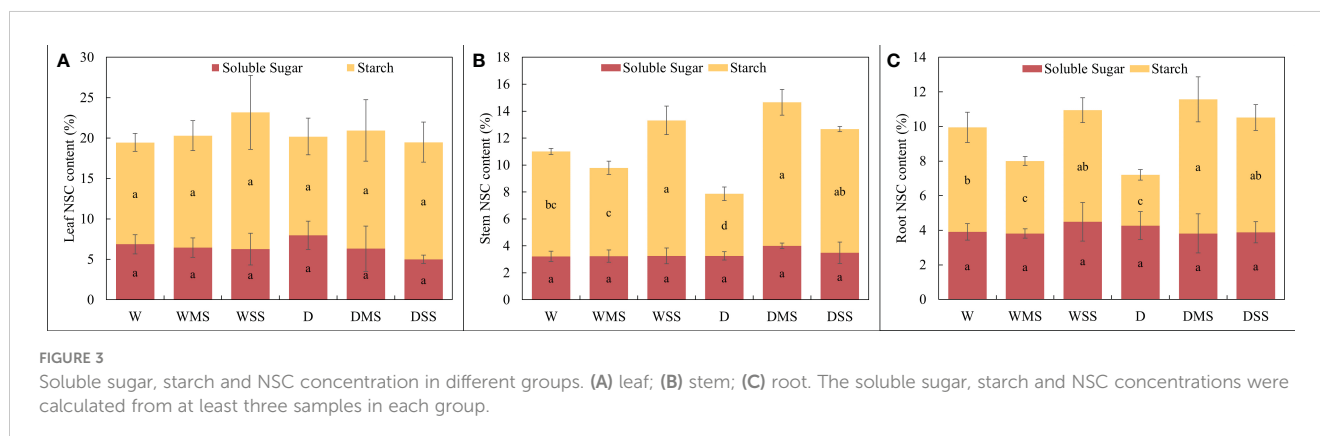 A
Soluble Sugar Starch
Leaf NSC content (%)
30
25
20
15
10
5
0
a a a a a a
a a a a a a
W WMS WSS D DMS DSS
B
Soluble Sugar Starch
Stem NSC content (%)
18
16
14
12
10
8
6
4
2
0
bc c a d a ab
a a a a a a
W WMS WSS D DMS DSS
C
Soluble Sugar Starch
Root NSC content (%)
14
12
10
8
6
4
2
0
b c ab c a ab
a a a a a a
W WMS WSS D DMS DSS
FIGURE 3
Soluble sugar, starch and NSC concentration in different groups. (A) leaf; (B) stem; (C) root. The soluble sugar, starch and NSC concentrations were
calculated from at least three samples in each group.